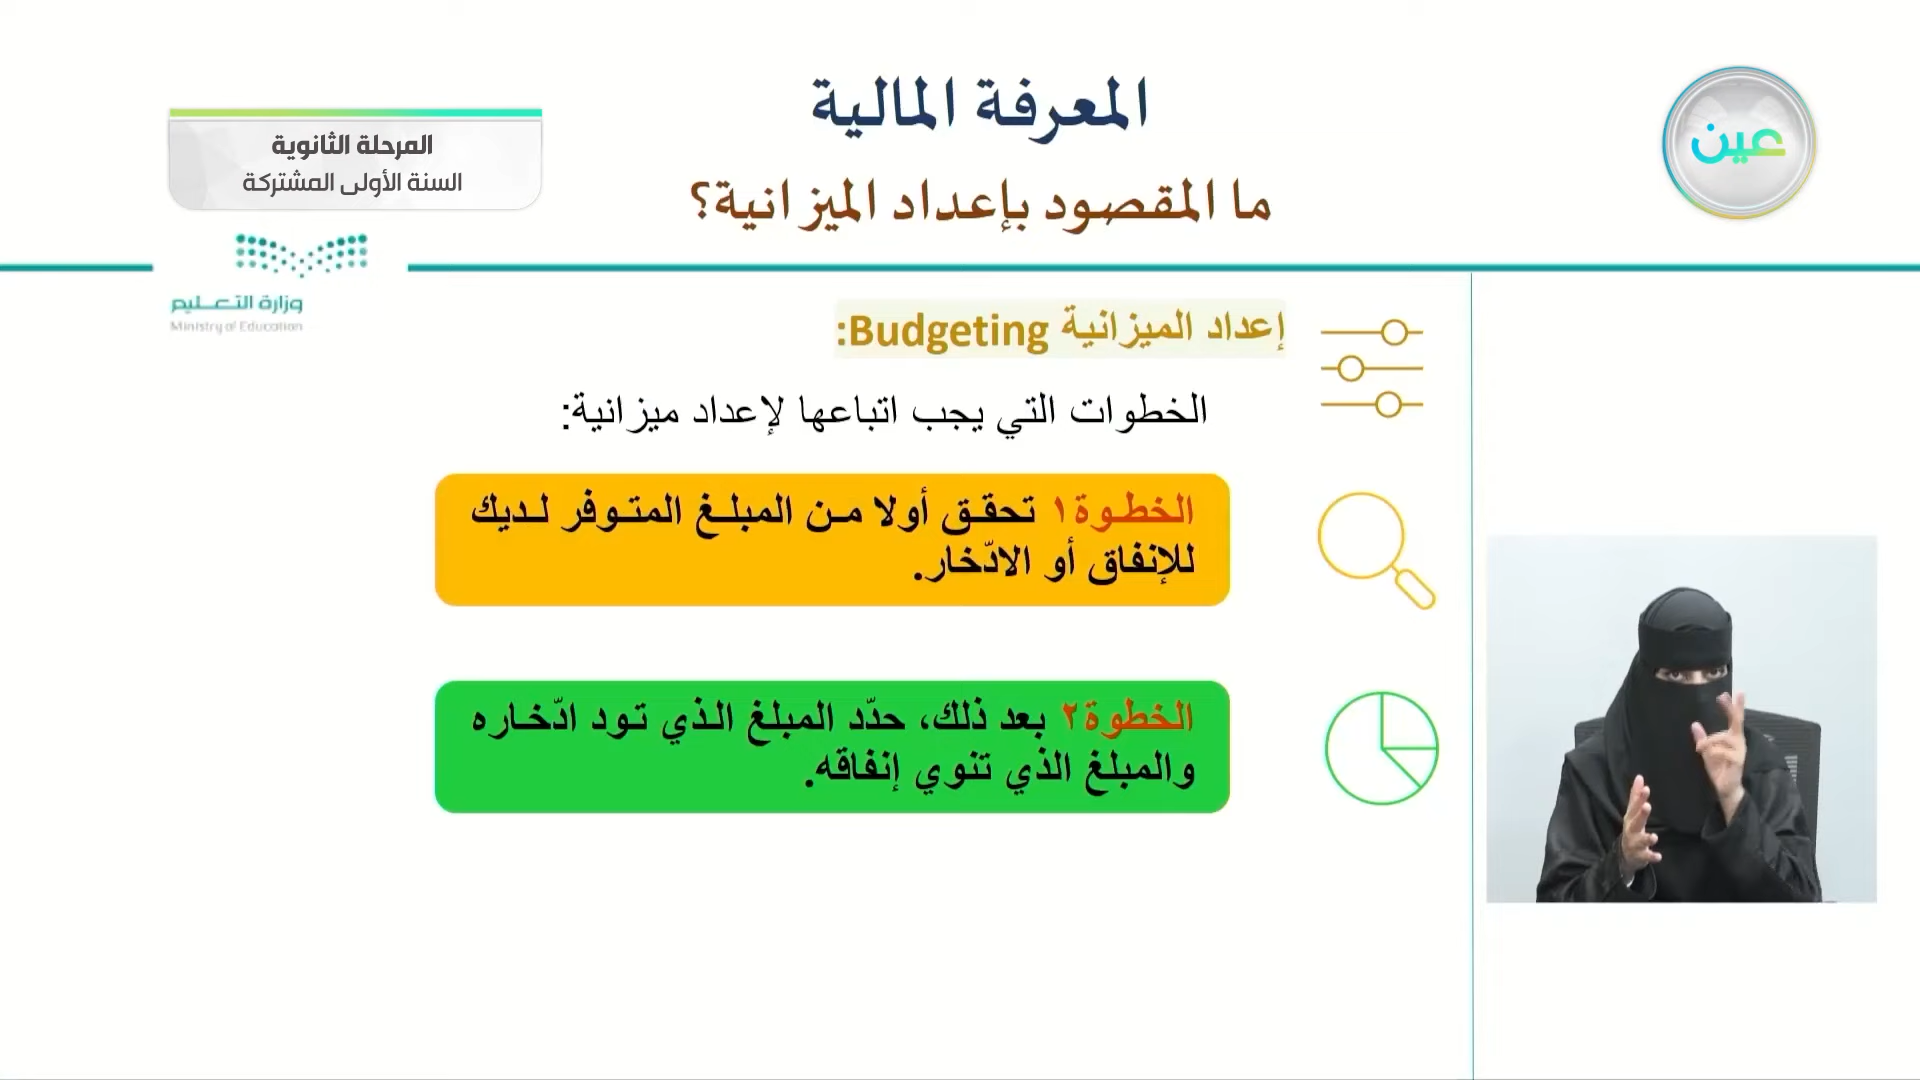 المعرفة المالية
ما المقصود بإعداد الميزانية؟
عين
المرحلة الثانوية
السنة الأولى المشتركة
وزارة التعليم
Ministry of Education
إعداد الميزانية Budgeting:
الخطوات التي يجب اتباعها لإعداد ميزانية:
الخطوة١ تحقق أولا من المبلغ المتوفر لديك
للإنفاق أو الادّخار.
الخطوة٢ بعد ذلك، حدّد المبلغ الذي تود ادّخاره
والمبلغ الذي تنوي إنفاقه.